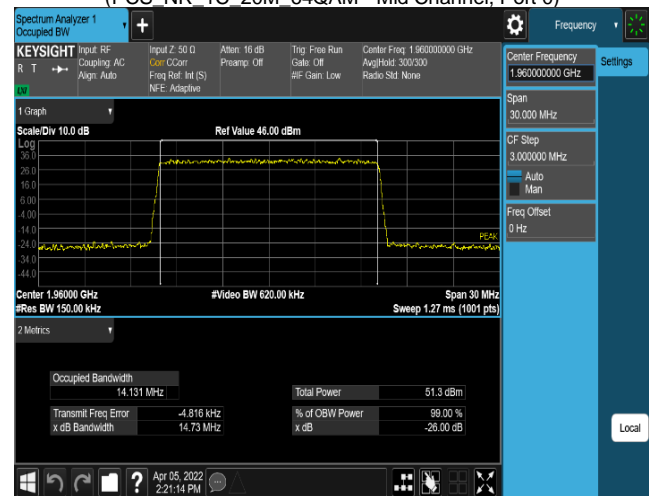 (PCS_NR_1C_20M_64QAM - Mid Channel, Port 0)
Spectrum Analyzer 1
Occupied BW
Frequency
KEYSIGHT
R T
Input: RF
Coupling: AC
Align: Auto
Input Z: 50 Ω
Corr CCorr
Freq Ref: Int (S)
NFE: Adaptive
Atten: 16 dB
Preamp: Off
Trig: Free Run
Gate: Off
#IF Gain: Low
Center Freq: 1.960000000 GHz
Avg|Hold: 300/300
Radio Std: None
1 Graph
Scale/Div 10.0 dB
Ref Value 46.00 dBm
Log
36.0
26.0
16.0
6.00
-4.00
-14.0
-24.0
-34.0
-44.0
PEAK
Center 1.96000 GHz
#Video BW 620.00 kHz
Span 30 MHz
#Res BW 150.00 kHz
Sweep 1.27 ms (1001 pts)
2 Metrics
Occupied Bandwidth
14.131 MHz
Total Power 51.3 dBm
Transmit Freq Error -4.816 kHz
% of OBW Power 99.00 %
x dB Bandwidth 14.73 MHz
x dB -26.00 dB
Center Frequency
1.960000000 GHz
Settings
Span
30.000 MHz
CF Step
3.000000 MHz
Auto
Man
Freq Offset
0 Hz
Local
Apr 05, 2022
2:21:14 PM